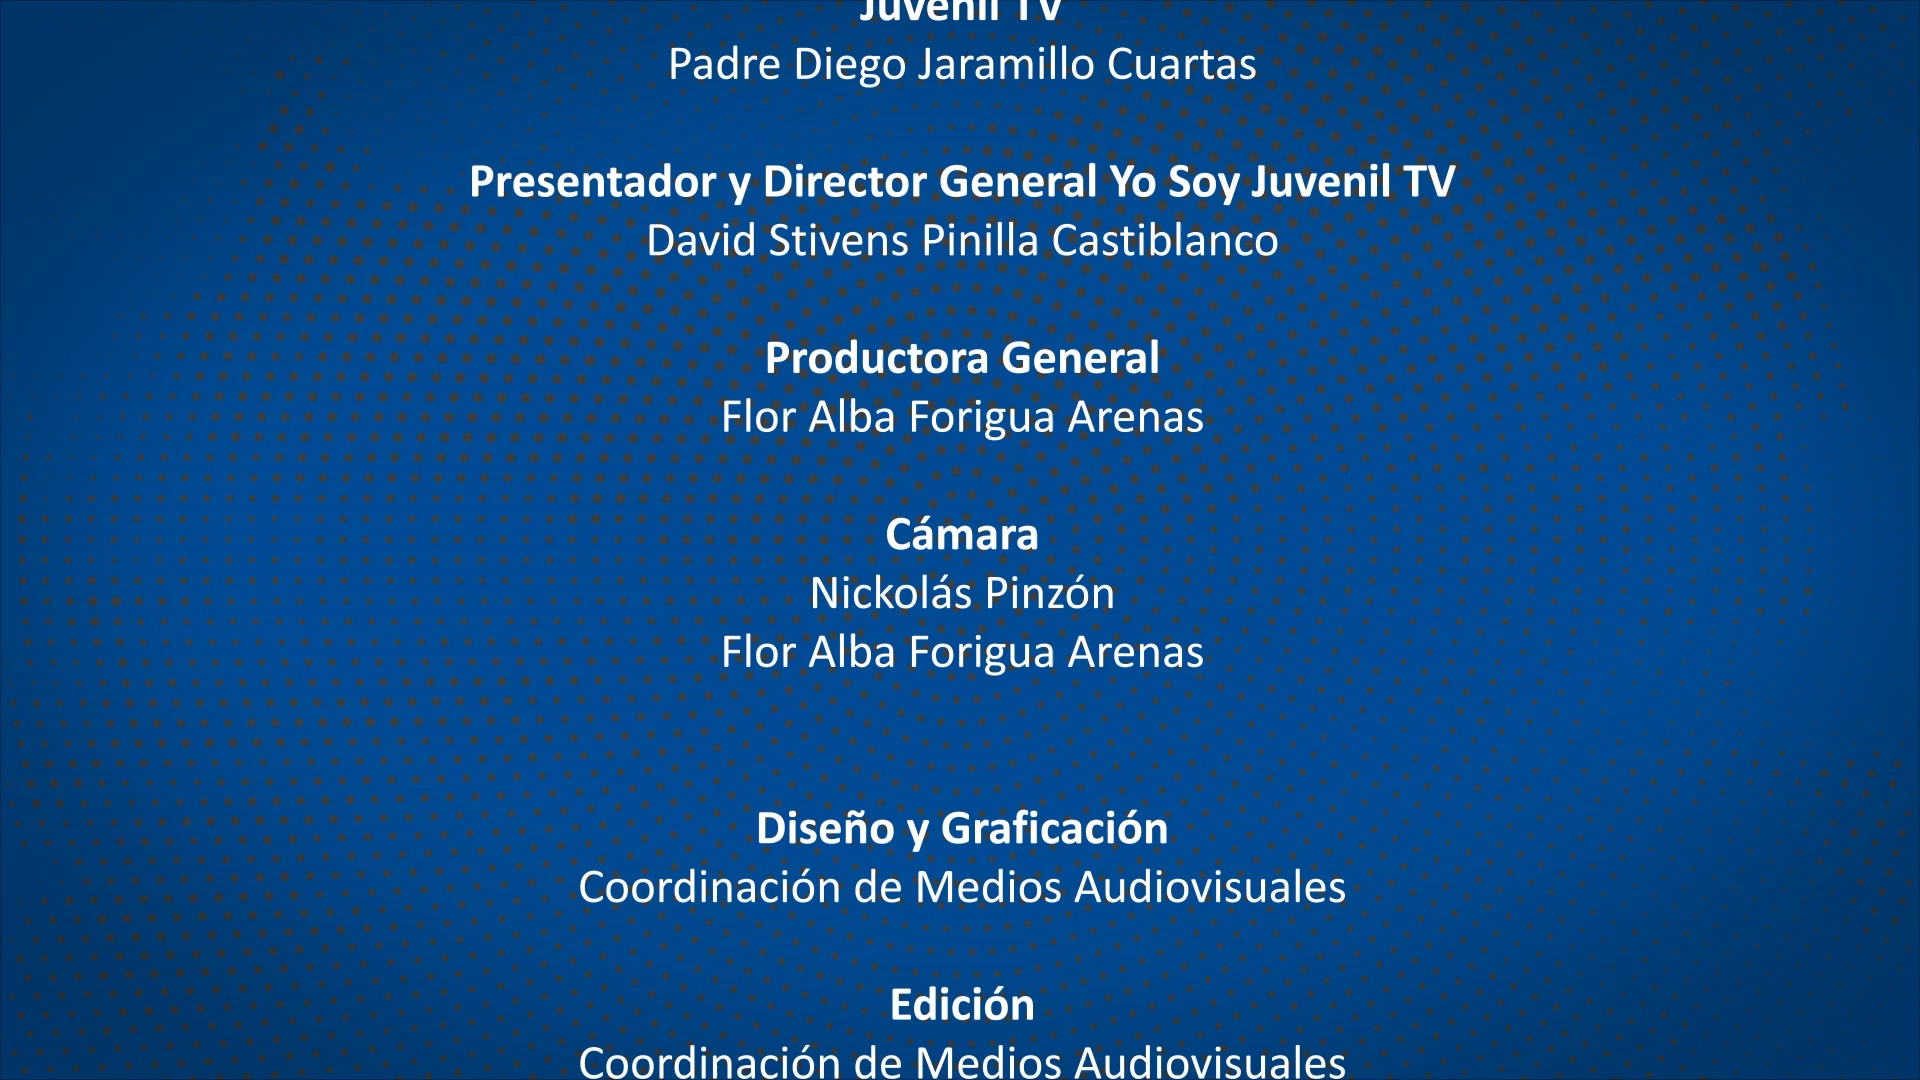 Juvenil TV
Padre Diego Jaramillo Cuartas
Presentador y Director General Yo Soy Juvenil TV
David Stivens Pinilla Castiblanco
Productora General
Flor Alba Forigua Arenas
Cámara
Nickolás Pinzón
Flor Alba Forigua Arenas
Diseño y Graficación
Coordinación de Medios Audiovisuales
Edición
Coordinación de Medios Audiovisuales